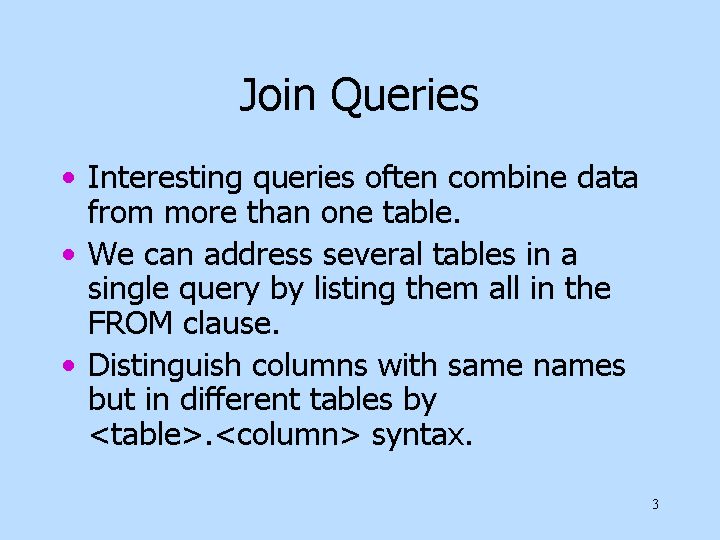 Join Queries
• Interesting queries often combine data
from more than one table.
• We can address several tables in a
single query by listing them all in the
FROM clause.
• Distinguish columns with same names
but in different tables by
<table>.<column> syntax.
3